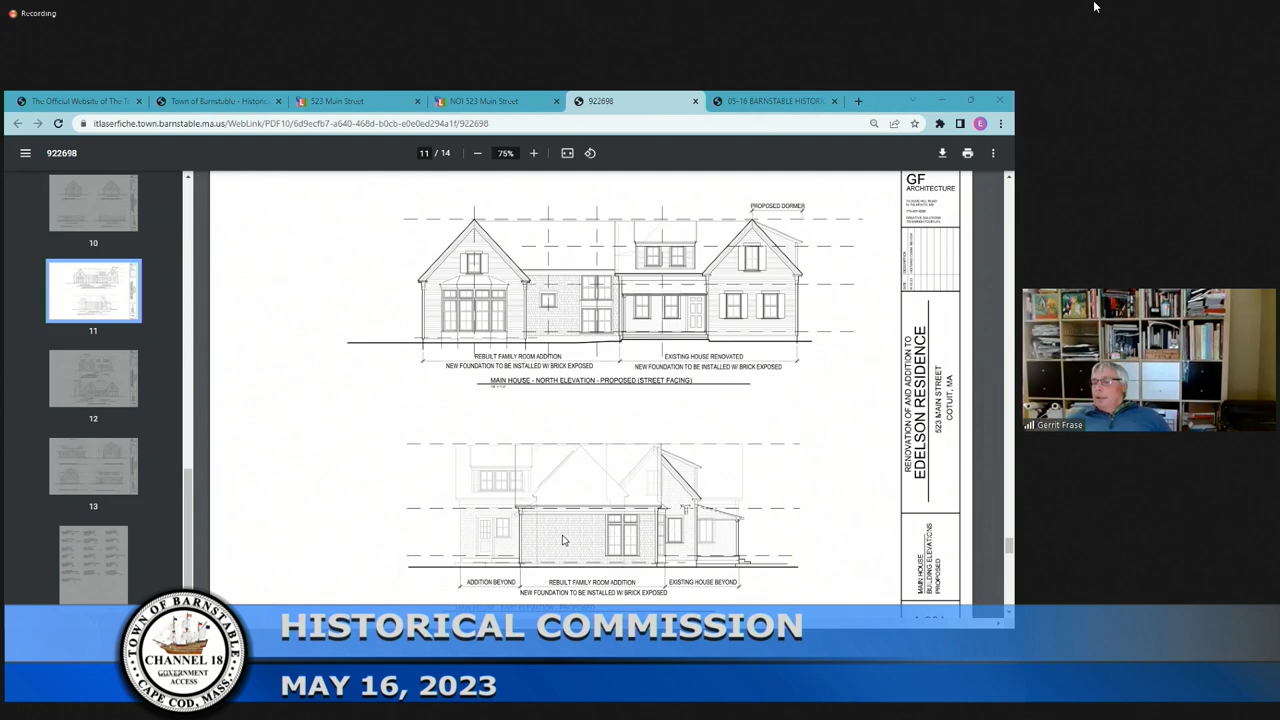 Recording
The Official Website of The T
Town of Barnstable - Historic
523 Main Street
NOI 523 Main Street
922698
05-16 BARNSTABLE HISTORI
itlaserfiche.town.barnstable.ma.us/WebLink/PDF10/6d9ecfb7-a640-468d-b0cb-e0e0ed294a1f/922698
E
922698
11 / 14
75%
10
11
12
13
PROPOSED DORMER
REBUILT FAMILY ROOM ADDITION
NEW FOUNDATION TO BE INSTALLED W/ BRICK EXPOSED
EXISTING HOUSE RENOVATED
NEW FOUNDATION TO BE INSTALLED W/ BRICK EXPOSED
MAIN HOUSE - NORTH ELEVATION - PROPOSED (STREET FACING)
ADDITION BEYOND
REBUILT FAMILY ROOM ADDITION
EXISTING HOUSE BEYOND
NEW FOUNDATION TO BE INSTALLED W/ BRICK EXPOSED
GF
ARCHITECTURE
RENOVATION OF AND ADDITION TO
EDELSON RESIDENCE
523 MAIN STREET
COTUIT, MA
MAIN HOUSE
BUILDING ELEVATIONS
PROPOSED
Gerrit Frase
TOWN OF BARNSTABLE
CHANNEL 18
GOVERNMENT
ACCESS
CAPE COD, MASS.
HISTORICAL COMMISSION
MAY 16, 2023